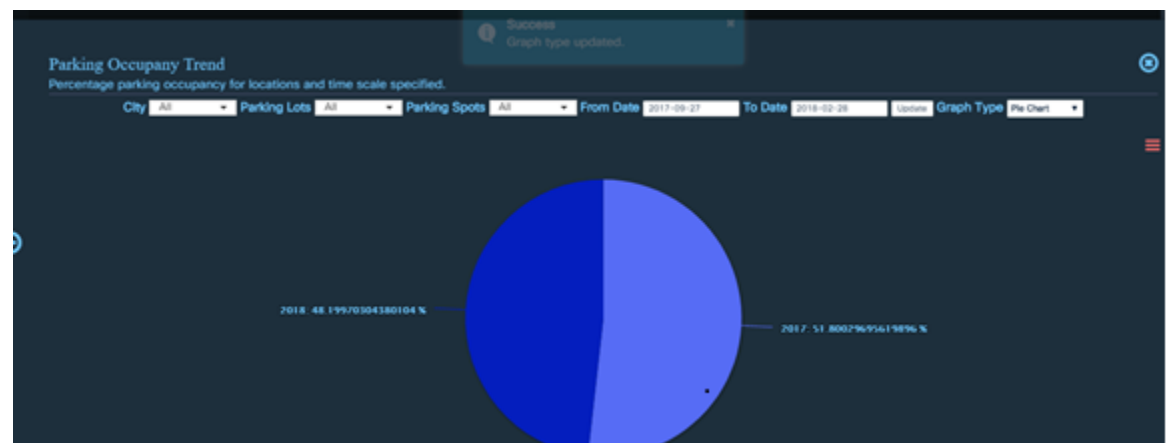 Success
Graph type updated.
Parking Occupany Trend
Percentage parking occupancy for locations and time scale specified.
City All Parking Lots All Parking Spots All From Date 2017-09-27 To Date 2018-02-28 Update Graph Type Pie Chart
2018: 48.19970304380104 %
2017: 51.80029695619896 %